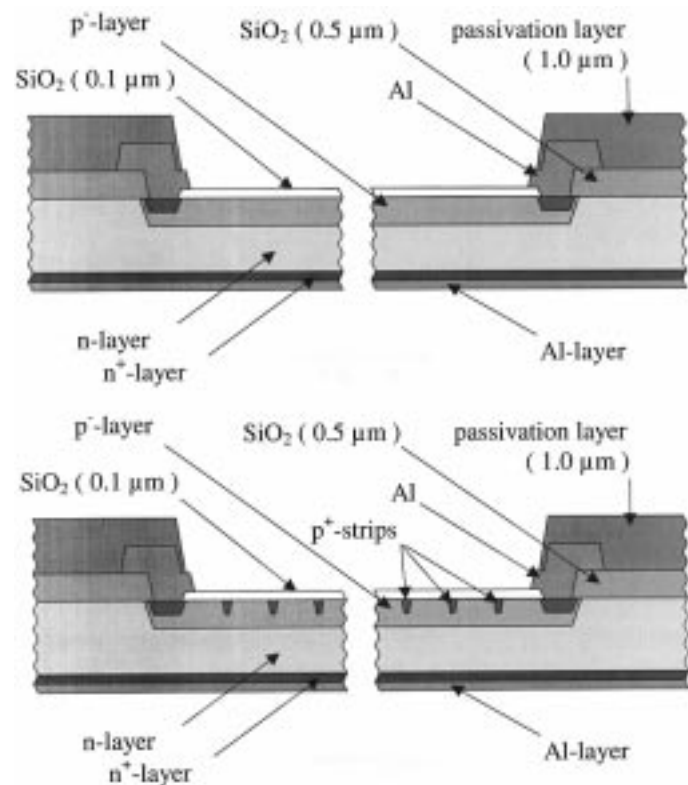 p⁻-layer
SiO₂ ( 0.5 µm )
passivation layer
( 1.0 µm )
SiO₂ ( 0.1 µm )
Al
n-layer
n⁺-layer
Al-layer
p⁻-layer
SiO₂ ( 0.5 µm )
passivation layer
( 1.0 µm )
SiO₂ ( 0.1 µm )
Al
p⁺-strips
n-layer
n⁺-layer
Al-layer